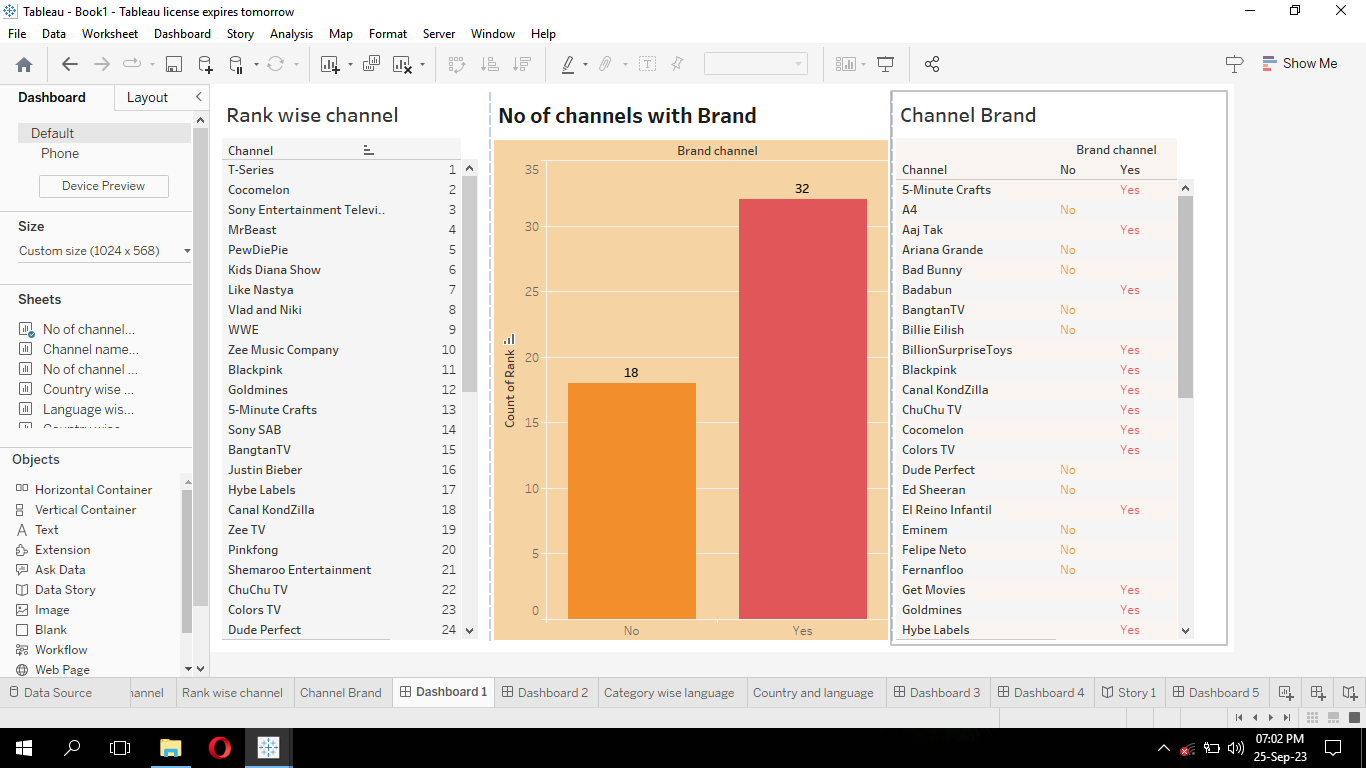 Tableau - Book1 - Tableau license expires tomorrow
File Data Worksheet Dashboard Story Analysis Map Format Server Window Help
Show Me
Dashboard Layout
Default
Phone
Device Preview
Size
Custom size (1024 x 568)
Sheets
No of channel...
Channel name...
No of channel ...
Country wise ...
Language wis...
Objects
Horizontal Container
Vertical Container
Text
Extension
Ask Data
Data Story
Image
Blank
Workflow
Web Page
Rank wise channel
Channel
T-Series 1
Cocomelon 2
Sony Entertainment Televi.. 3
MrBeast 4
PewDiePie 5
Kids Diana Show 6
Like Nastya 7
Vlad and Niki 8
WWE 9
Zee Music Company 10
Blackpink 11
Goldmines 12
5-Minute Crafts 13
Sony SAB 14
BangtanTV 15
Justin Bieber 16
Hybe Labels 17
Canal KondZilla 18
Zee TV 19
Pinkfong 20
Shemaroo Entertainment 21
ChuChu TV 22
Colors TV 23
Dude Perfect 24
No of channels with Brand
Brand channel
35
30
25
20
15
10
5
0
Count of Rank
18
32
No Yes
Channel Brand
Brand channel
Channel No Yes
5-Minute Crafts Yes
A4 No
Aaj Tak Yes
Ariana Grande No
Bad Bunny No
Badabun Yes
BangtanTV No
Billie Eilish No
BillionSurpriseToys Yes
Blackpink Yes
Canal KondZilla Yes
ChuChu TV Yes
Cocomelon Yes
Colors TV Yes
Dude Perfect No
Ed Sheeran No
El Reino Infantil Yes
Eminem No
Felipe Neto No
Fernanfloo No
Get Movies Yes
Goldmines Yes
Hybe Labels Yes
Data Source hannel Rank wise channel Channel Brand Dashboard 1 Dashboard 2 Category wise language Country and language Dashboard 3 Dashboard 4 Story 1 Dashboard 5
07:02 PM
25-Sep-23